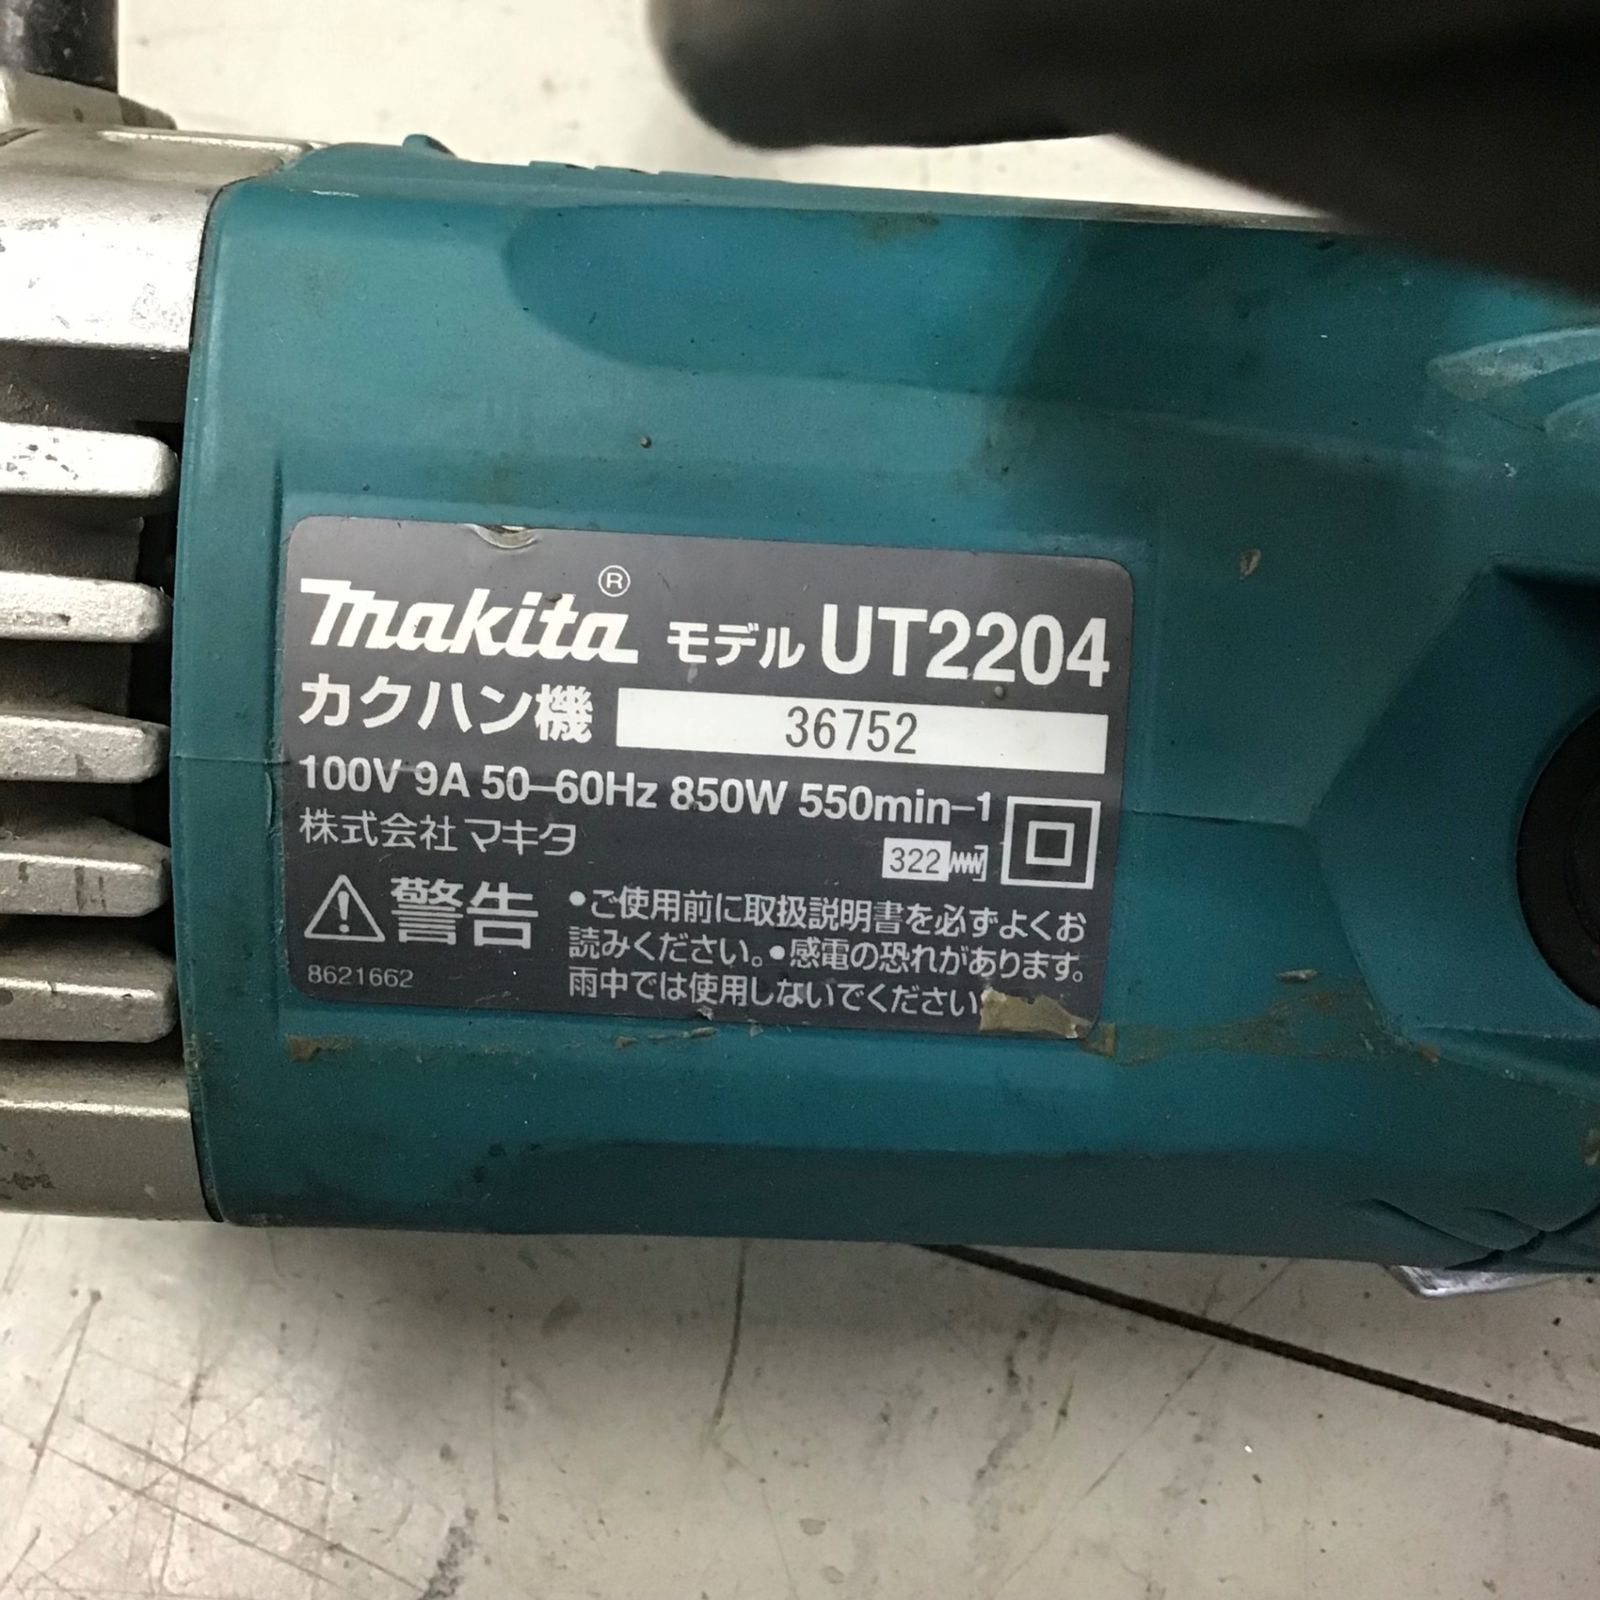 makita® モデル UT2204
カクハン機 36752
100V 9A 50–60Hz 850W 550min−1
株式会社 マキタ 322
⚠警告 •ご使用前に取扱説明書を必ずよくお
読みください。•感電の恐れがあります。
雨中では使用しないでください
8621662